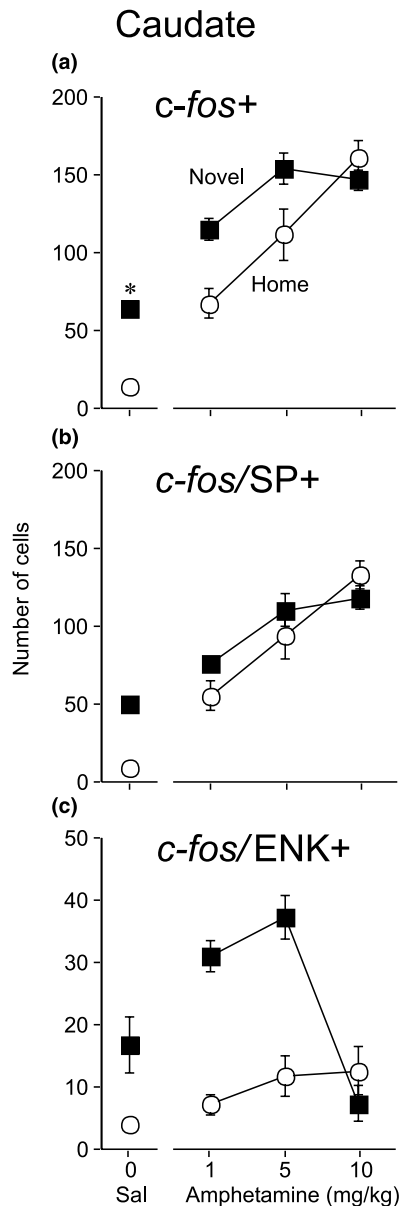 Caudate
(a)
c-fos+
200
150
100
50
0
Novel
Home
*
(b)
c-fos/SP+
200
150
100
50
0
Number of cells
(c)
c-fos/ENK+
50
40
30
20
10
0
0 1 5 10
Sal Amphetamine (mg/kg)